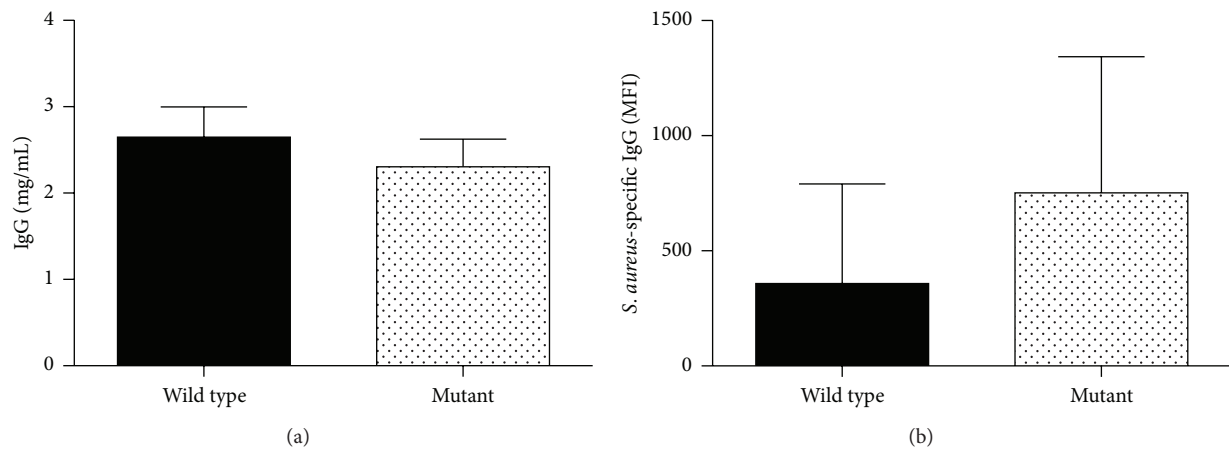 4
3
2
1
0
IgG (mg/mL)
Wild type Mutant
(a)
1500
1000
500
0
S. aureus-specific IgG (MFI)
Wild type Mutant
(b)